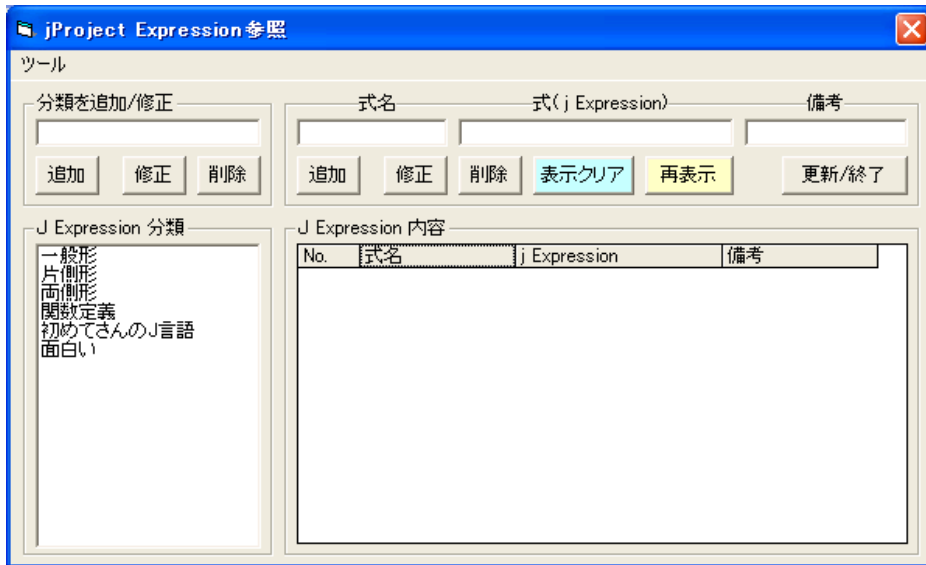 jProject Expression参照
ツール
分類を追加/修正
式名 式( j Expression) 備考
追加 修正 削除
追加 修正 削除 表示クリア 再表示 更新/終了
J Expression 分類
一般形
片側形
両側形
関数定義
初めてさんのJ言語
面白い
J Expression 内容
No. 式名 j Expression 備考